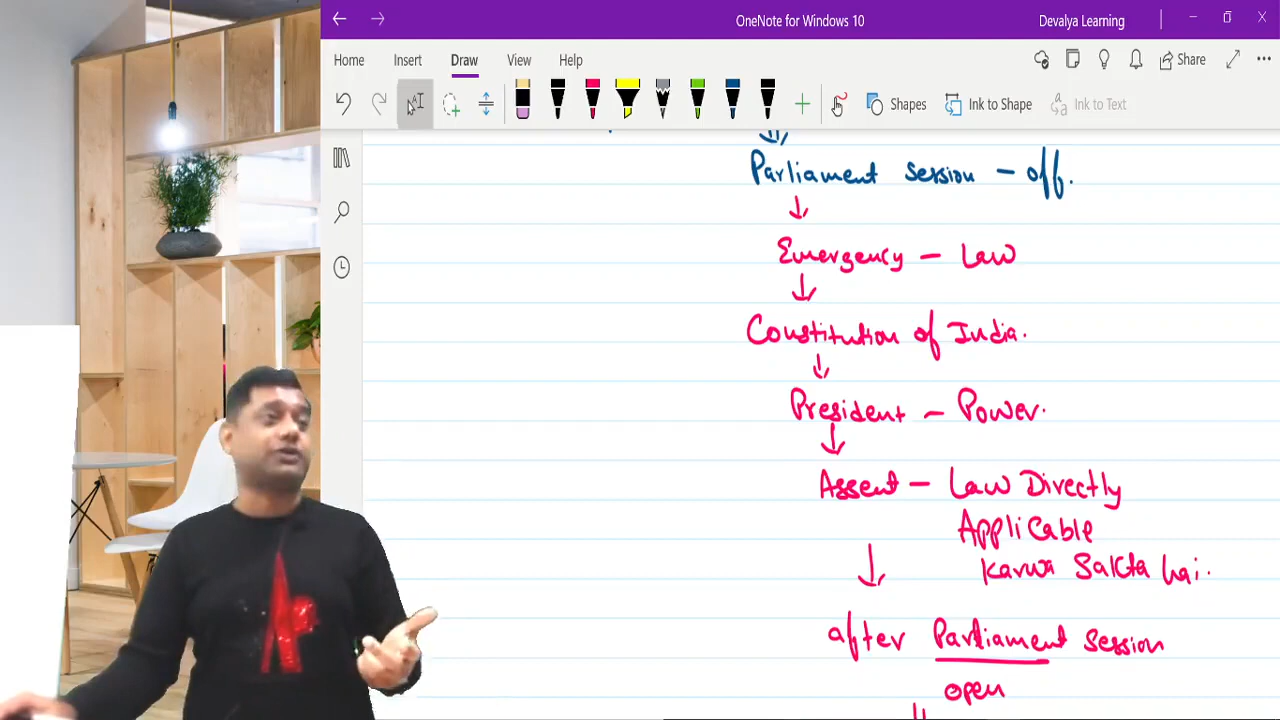 OneNote for Windows 10
Devalya Learning
Home Insert Draw View Help
Share
Shapes
Ink to Shape
Ink to Text
Parliament session - off.
Emergency - Law
Constitution of India.
President - Power.
Assent - Law Directly
Applicable
Karwa Sakta hai.
after Parliament session
open